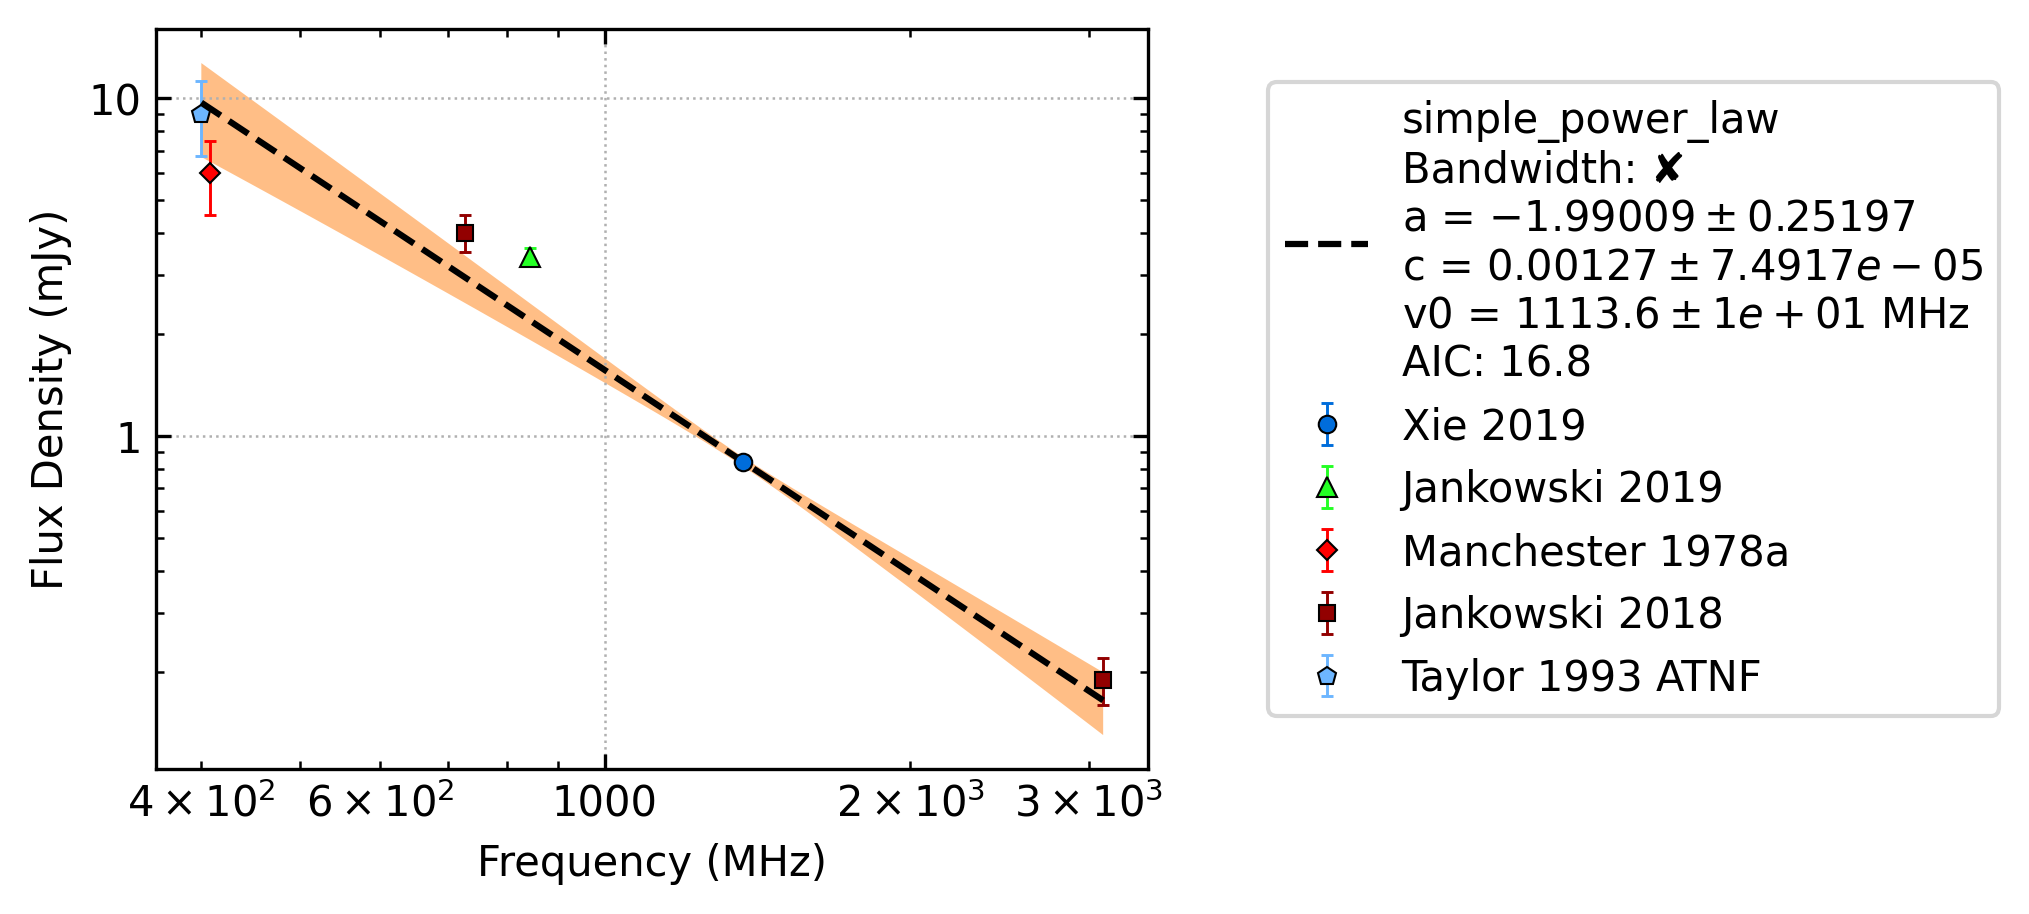 10
1
Flux Density (mJy)
4 × 10² 6 × 10² 1000 2 × 10³ 3 × 10³
Frequency (MHz)
simple_power_law
Bandwidth: ✘
a = −1.99009 ± 0.25197
c = 0.00127 ± 7.4917e − 05
v0 = 1113.6 ± 1e + 01 MHz
AIC: 16.8
Xie 2019
Jankowski 2019
Manchester 1978a
Jankowski 2018
Taylor 1993 ATNF